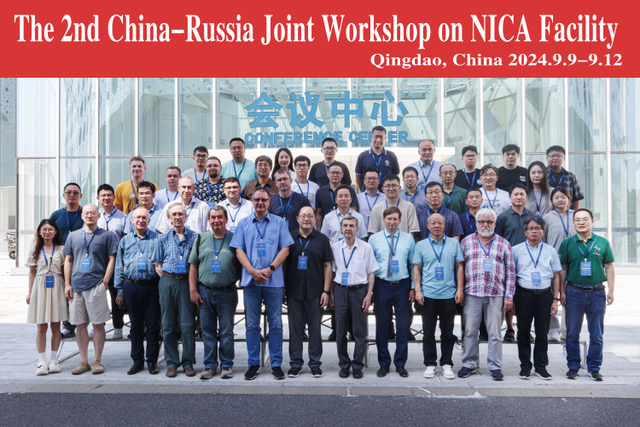 The 2nd China-Russia Joint Workshop on NICA Facility
Qingdao, China 2024.9.9-9.12
会议中心
CONFERENCE CENTER